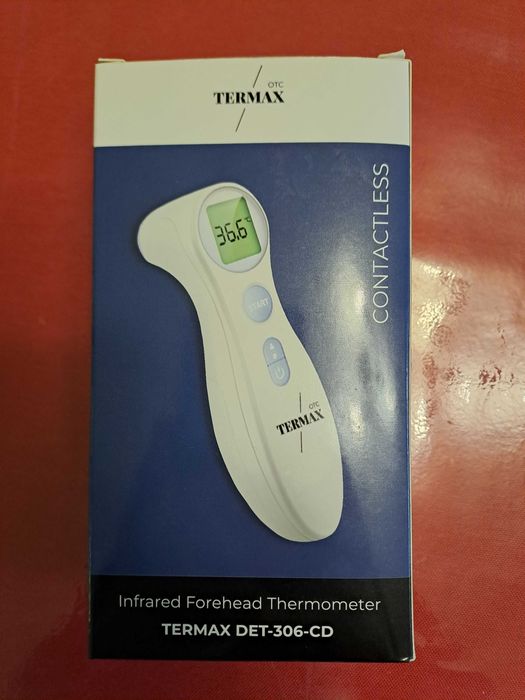 OTC
TERMAX
CONTACTLESS
36.6°C
START
OTC
TERMAX
Infrared Forehead Thermometer
TERMAX DET-306-CD